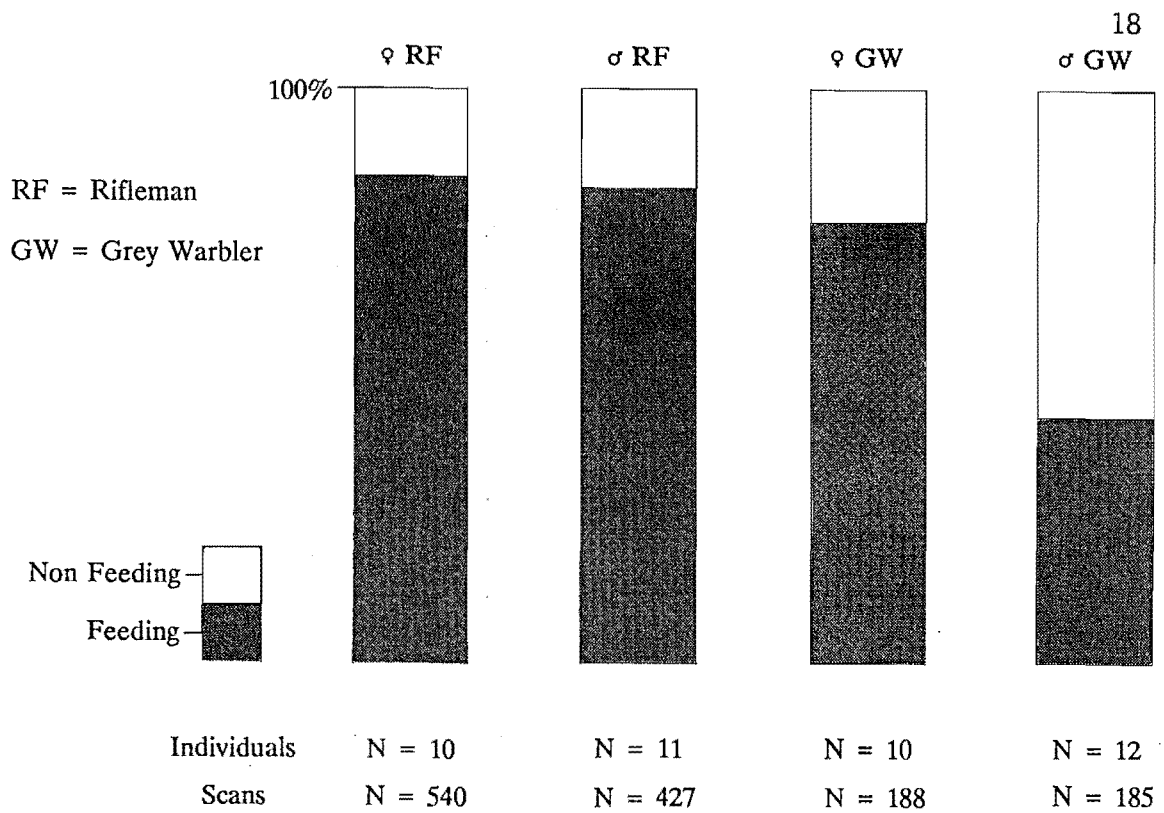 18
♀ RF ♂ RF ♀ GW ♂ GW
100%
RF = Rifleman
GW = Grey Warbler
Non Feeding
Feeding
Individuals N = 10 N = 11 N = 10 N = 12
Scans N = 540 N = 427 N = 188 N = 185